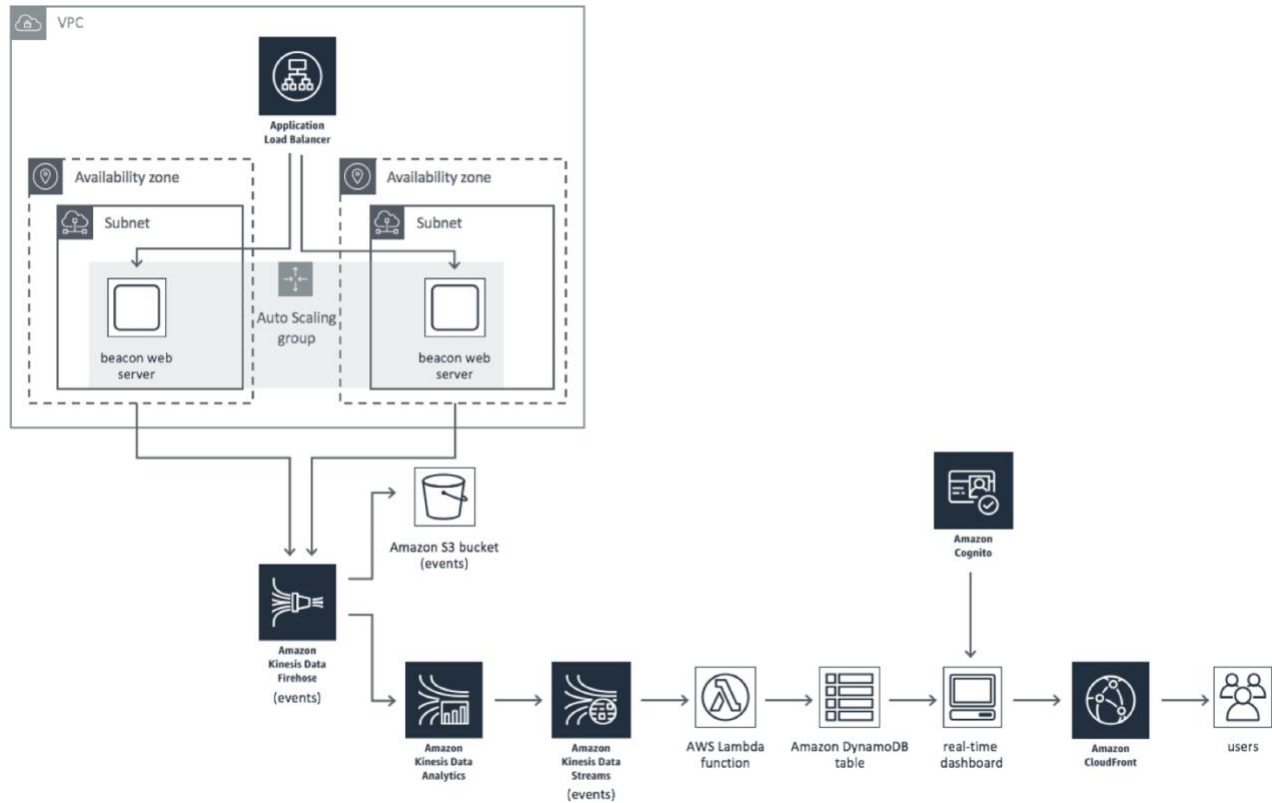 VPC
Application
Load Balancer
Availability zone
Availability zone
Subnet
Subnet
Auto Scaling
group
beacon web
server
beacon web
server
Amazon S3 bucket
(events)
Amazon
Cognito
Amazon
Kinesis Data
Firehose
(events)
Amazon
Kinesis Data
Analytics
Amazon
Kinesis Data
Streams
(events)
AWS Lambda
function
Amazon DynamoDB
table
real-time
dashboard
Amazon
CloudFront
users